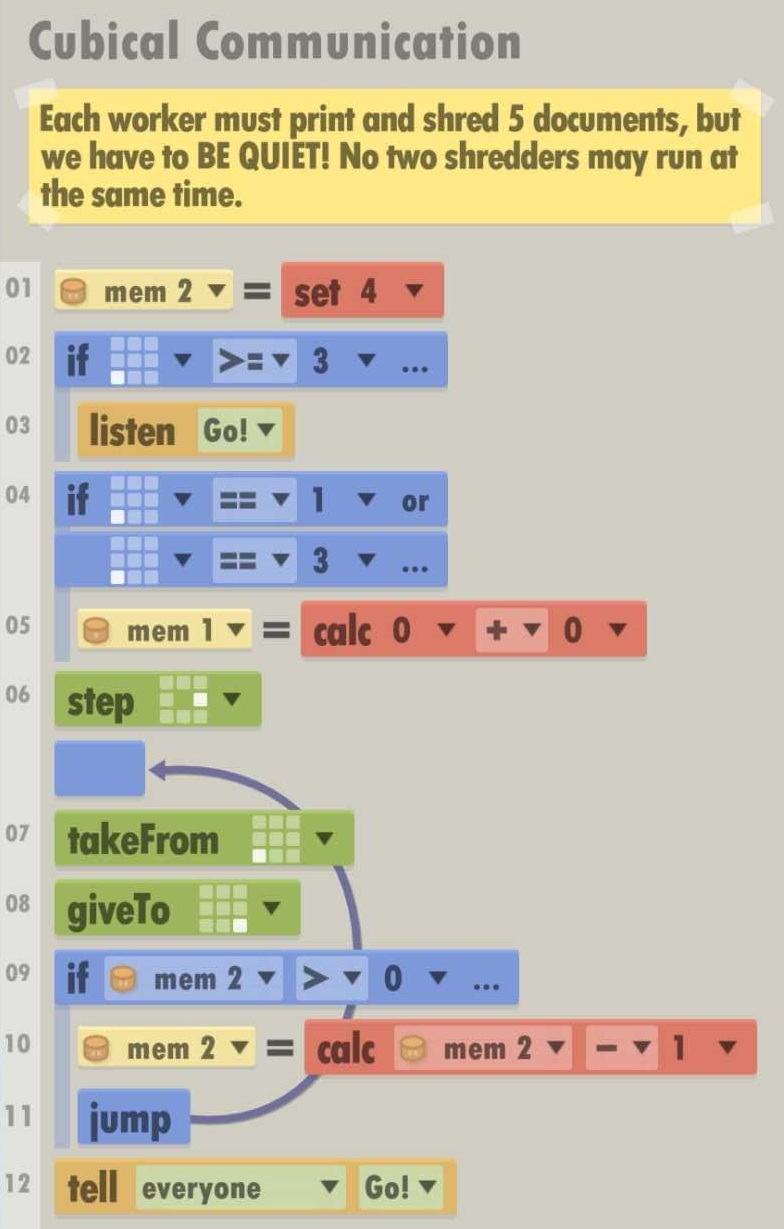 Cubical Communication
Each worker must print and shred 5 documents, but
we have to BE QUIET! No two shredders may run at
the same time.
01 mem 2 = set 4
02 if >= 3 ...
03 listen Go!
04 if == 1 or
== 3 ...
05 mem 1 = calc 0 + 0
06 step
07 takeFrom
08 giveTo
09 if mem 2 > 0 ...
10 mem 2 = calc mem 2 - 1
11 jump
12 tell everyone Go!